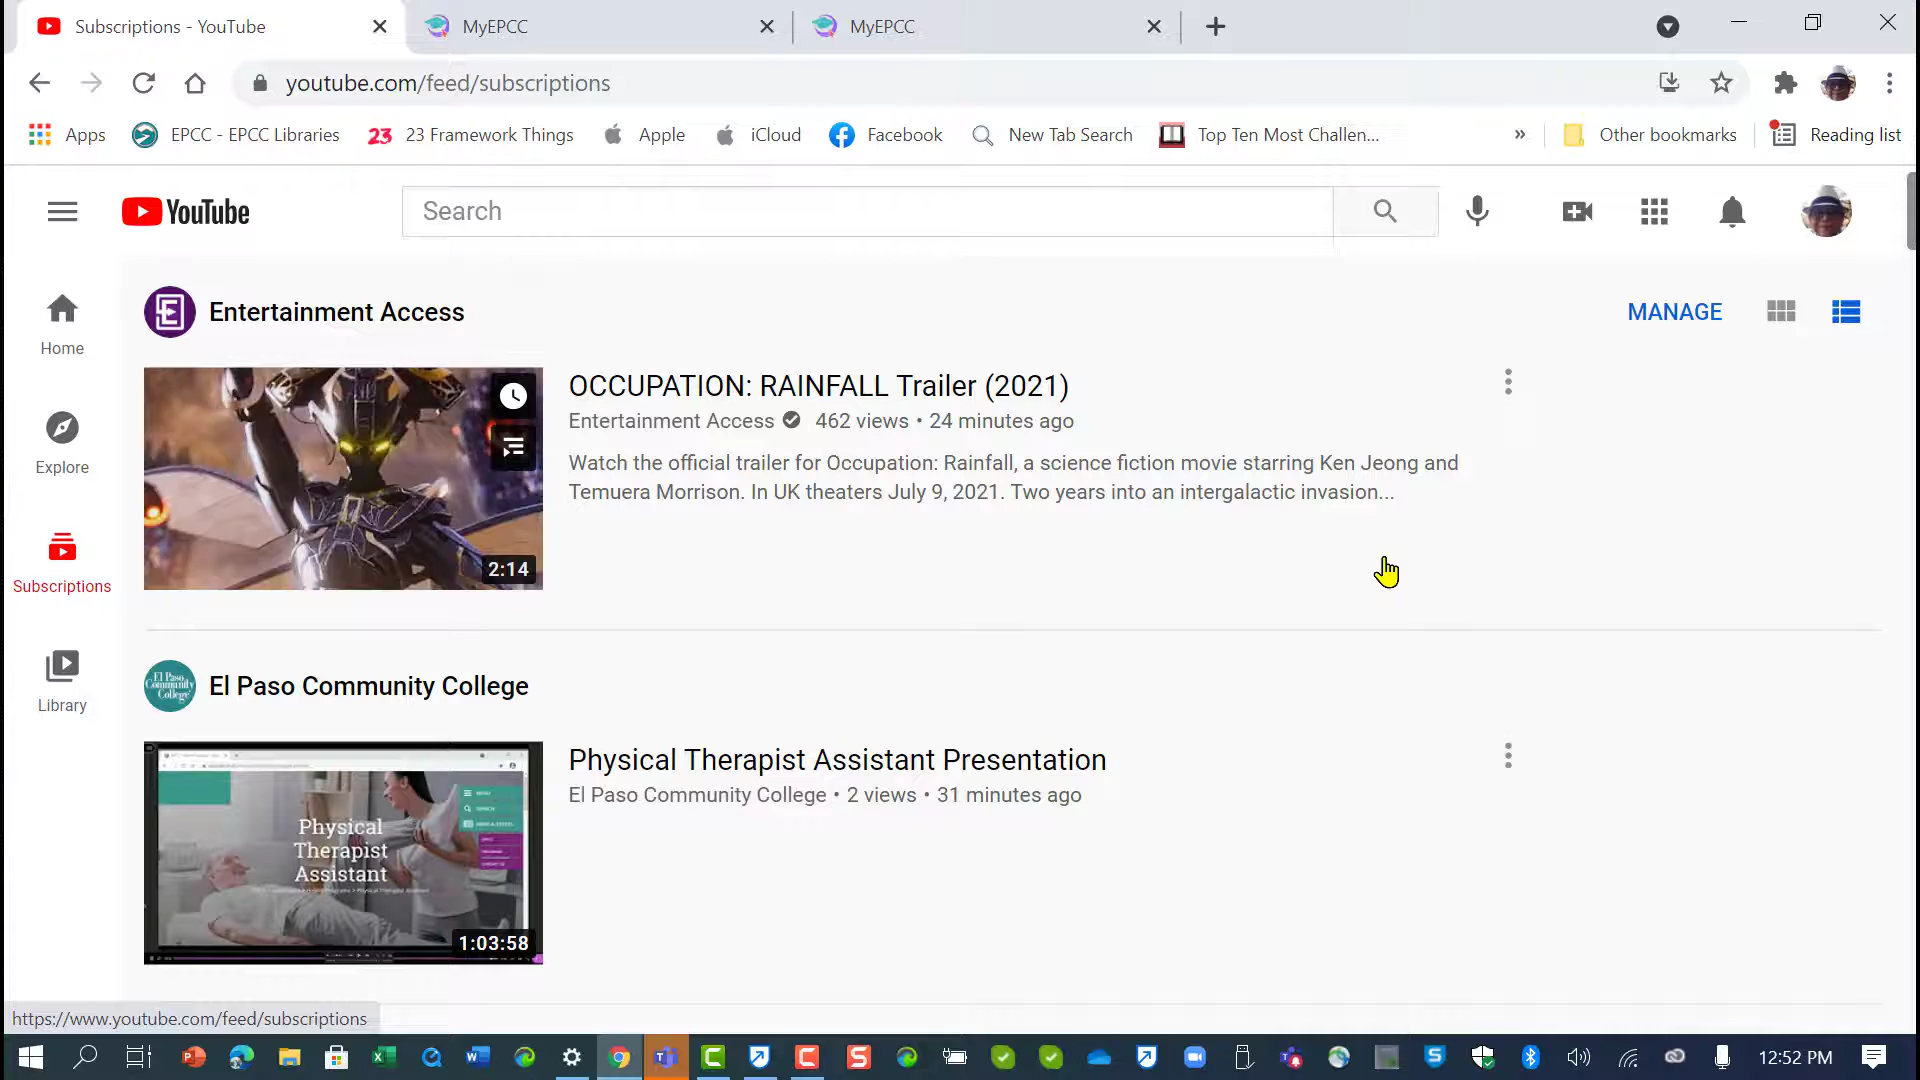 Subscriptions - YouTube
MyEPCC
MyEPCC
youtube.com/feed/subscriptions
Apps
EPCC - EPCC Libraries
23 23 Framework Things
Apple
iCloud
Facebook
New Tab Search
Top Ten Most Challen...
»
Other bookmarks
Reading list
YouTube
Search
Home
Explore
Subscriptions
Library
Entertainment Access
MANAGE
OCCUPATION: RAINFALL Trailer (2021)
Entertainment Access 462 views • 24 minutes ago
Watch the official trailer for Occupation: Rainfall, a science fiction movie starring Ken Jeong and
Temuera Morrison. In UK theaters July 9, 2021. Two years into an intergalactic invasion...
2:14
El Paso
Community
College
El Paso Community College
Physical Therapist Assistant Presentation
El Paso Community College • 2 views • 31 minutes ago
Physical
Therapist
Assistant
1:03:58
https://www.youtube.com/feed/subscriptions
12:52 PM